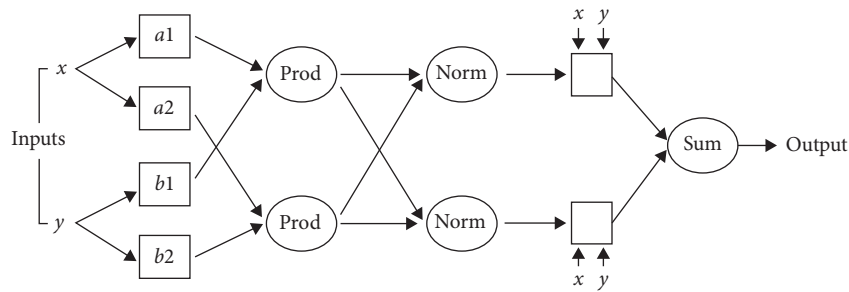 x y
a1
x
Prod
Norm
a2
Inputs
Sum
Output
b1
y
Prod
Norm
b2
x y